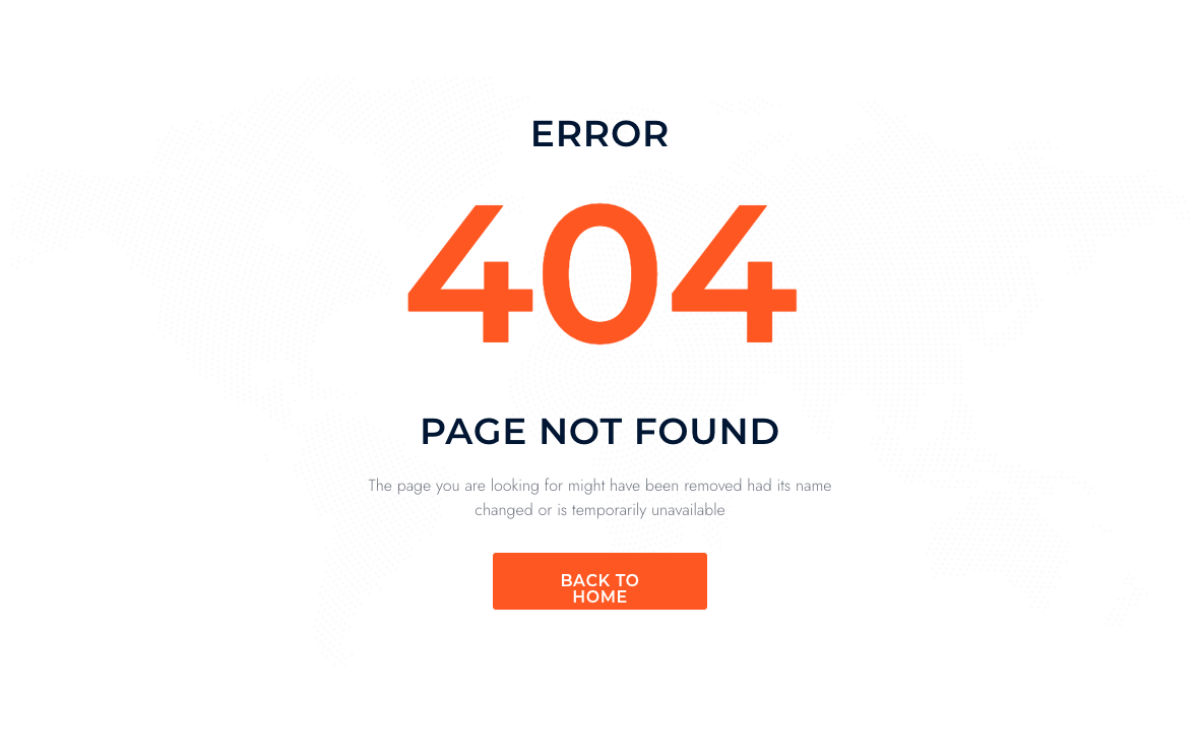 ERROR
404
PAGE NOT FOUND
The page you are looking for might have been removed had its name
changed or is temporarily unavailable
BACK TO
HOME